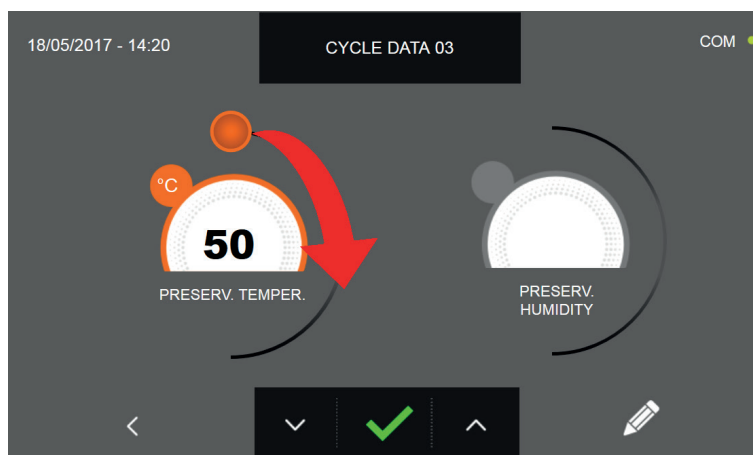 18/05/2017 - 14:20
CYCLE DATA 03
COM
°C
50
PRESERV. TEMPER.
PRESERV.
HUMIDITY